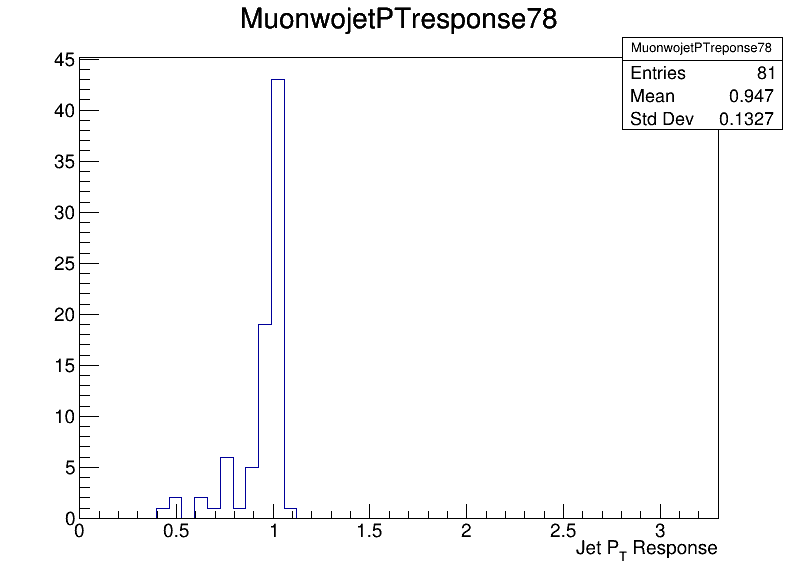 MuonwojetPTresponse78
MuonwojetPTreponse78
Entries 81
Mean 0.947
Std Dev 0.1327
45
40
35
30
25
20
15
10
5
0
0 0.5 1 1.5 2 2.5 3
Jet PT Response